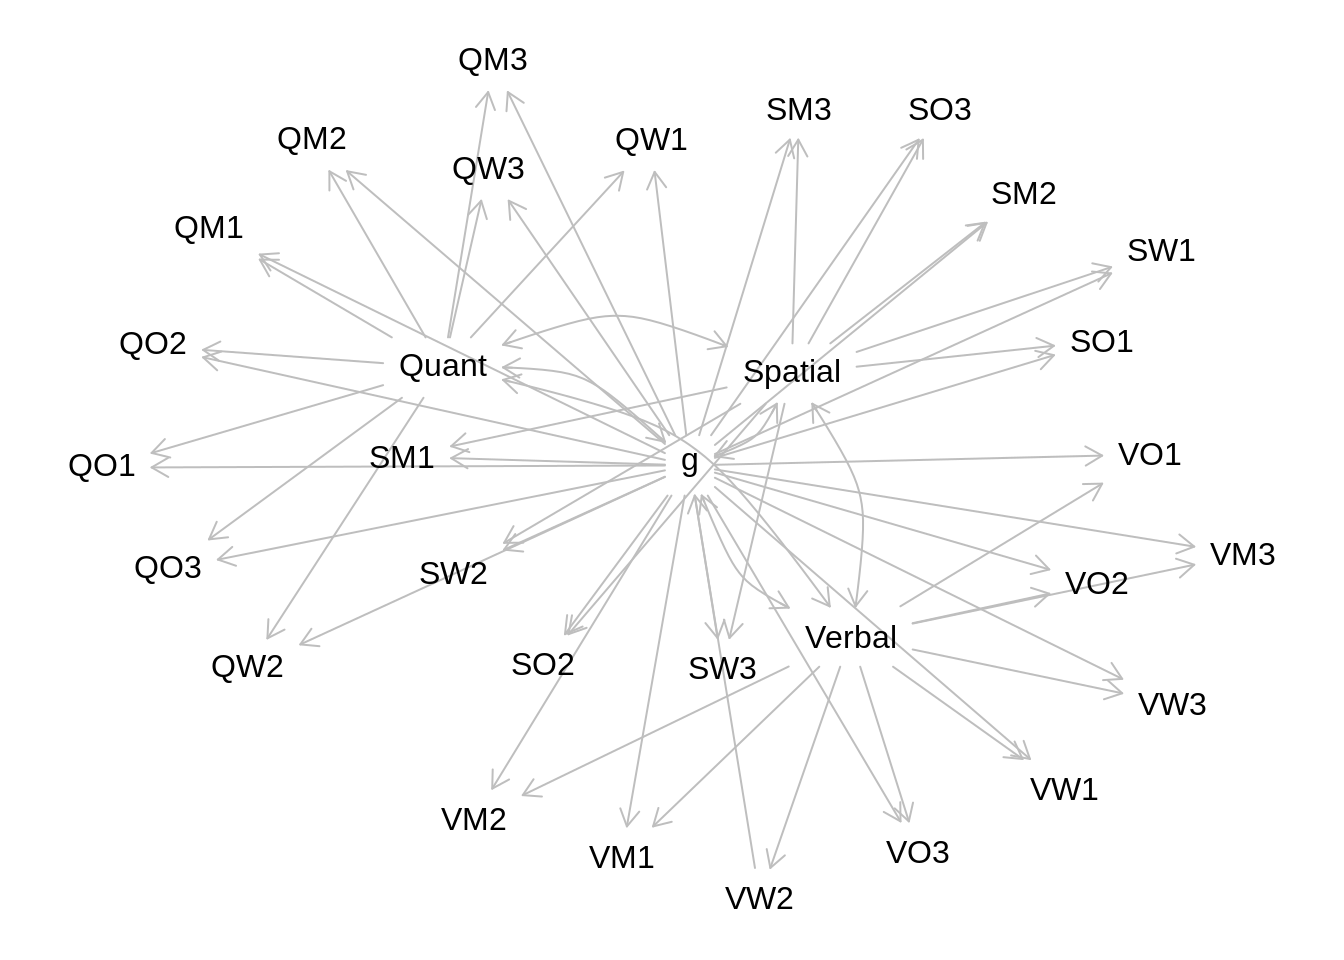 QM3
SM3
SO3
QM2
QW1
QW3
SM2
QM1
SW1
QO2
SO1
Quant
Spatial
VO1
SM1
g
QO1
VM3
QO3
SW2
VO2
Verbal
QW2
SO2
SW3
VW3
VW1
VM2
VO3
VM1
VW2